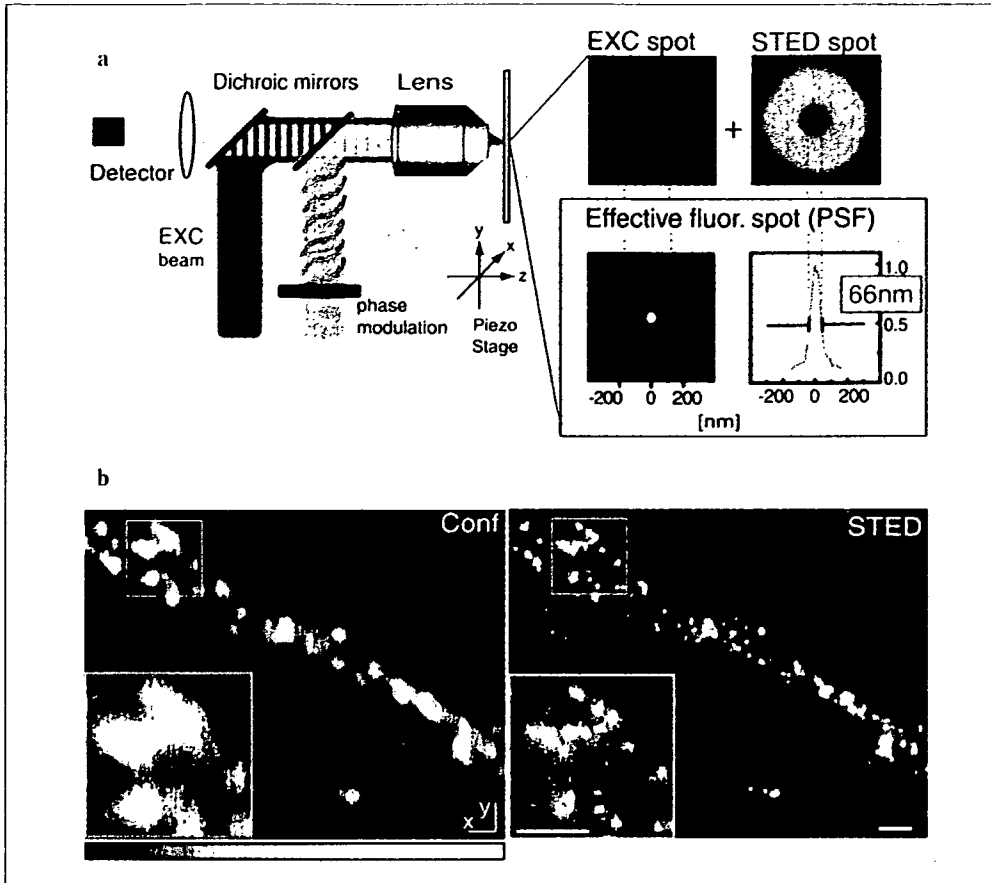 a
EXC spot
STED spot
Dichroic mirrors
Lens
+
Detector
EXC
beam
phase
modulation
y
x
z
Piezo
Stage
Effective fluor. spot (PSF)
1.0
66nm
0.5
0.0
-200 0 200
-200 0 200
[nm]
b
Conf
STED
y
x